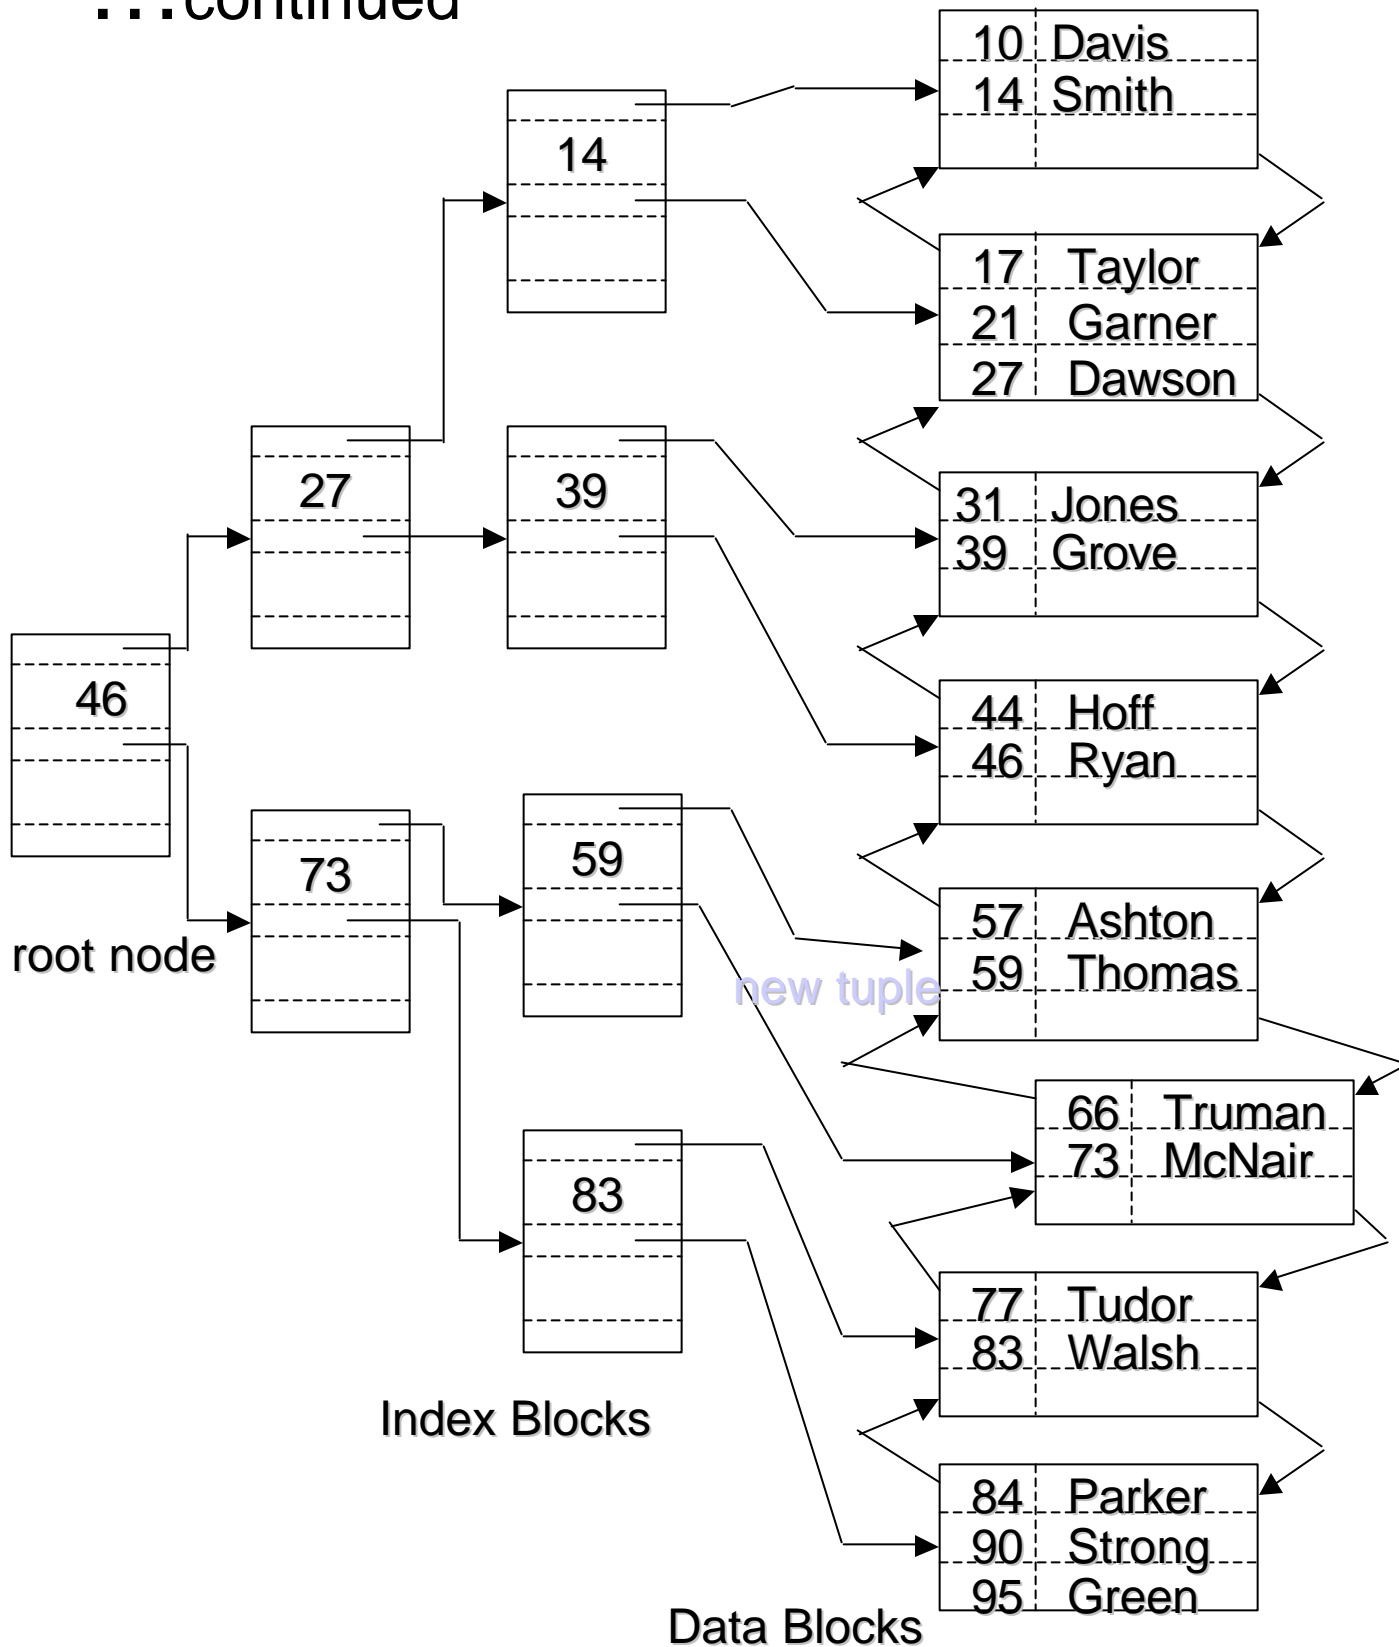 ...continued
10 Davis
14 Smith
14
17 Taylor
21 Garner
27 Dawson
27
39
31 Jones
39 Grove
46
44 Hoff
46 Ryan
73
59
57 Ashton
59 Thomas
root node
new tuple
66 Truman
73 McNair
83
77 Tudor
83 Walsh
Index Blocks
84 Parker
90 Strong
95 Green
Data Blocks